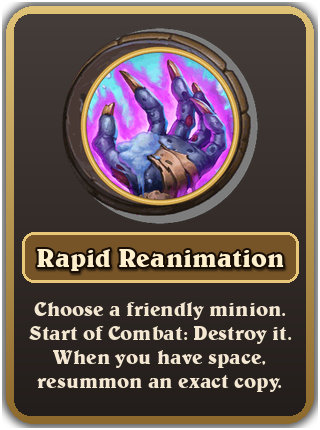 Rapid Reanimation
Choose a friendly minion.
Start of Combat: Destroy it.
When you have space,
resummon an exact copy.